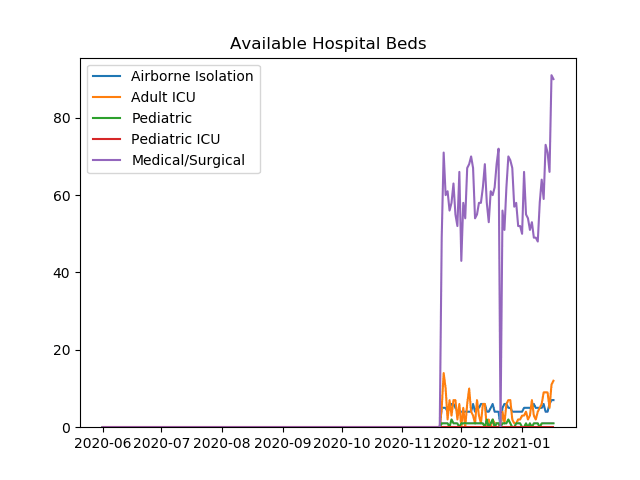 Available Hospital Beds
Airborne Isolation
Adult ICU
Pediatric
Pediatric ICU
Medical/Surgical
80
60
40
20
0
2020-06 2020-07 2020-08 2020-09 2020-10 2020-11 2020-12 2021-01